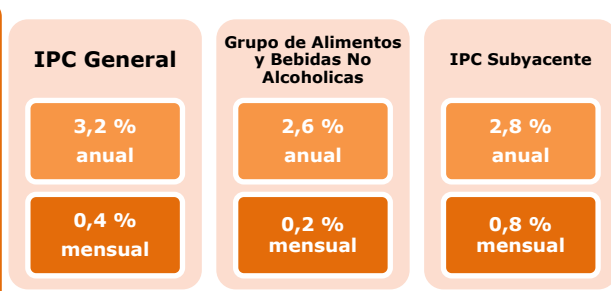 IPC General
3,2 %
anual
0,4 %
mensual
Grupo de Alimentos
y Bebidas No
Alcoholicas
2,6 %
anual
0,2 %
mensual
IPC Subyacente
2,8 %
anual
0,8 %
mensual